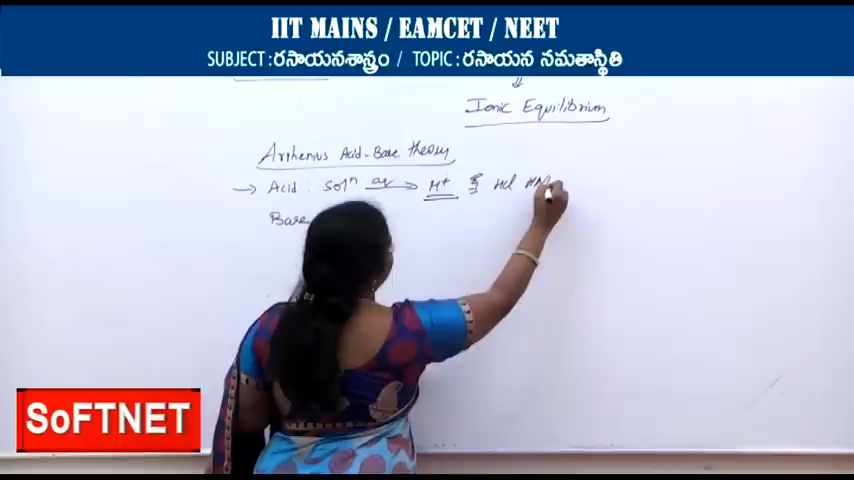 IIT MAINS / EAMCET / NEET
SUBJECT : రసాయనశాస్త్రం / TOPIC : రసాయన సమతాస్థితి
Ionic Equilibrium
Arrhenius Acid-Base theory
→ Acid : Solⁿ aq → H⁺ HCl
Base
SoFTNET